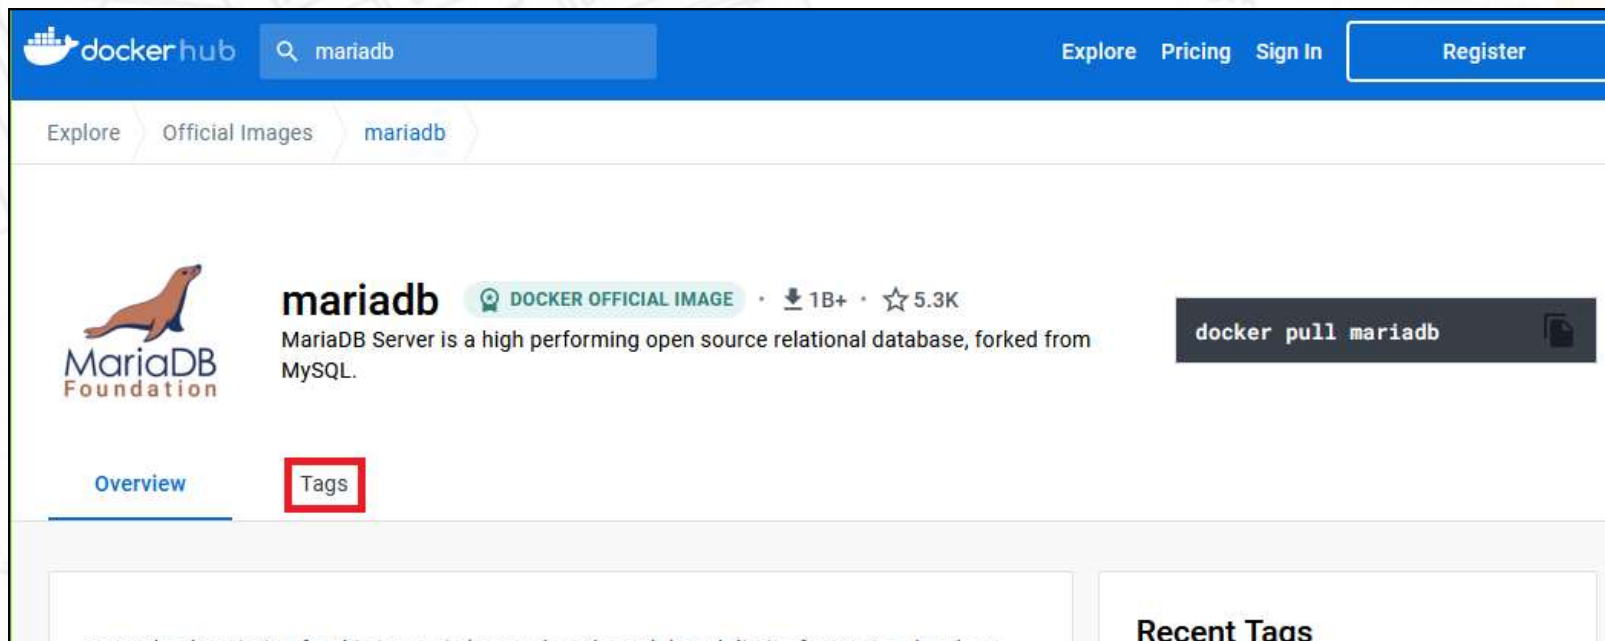 dockerhub
mariadb
Explore Pricing Sign In Register
Explore Official Images mariadb
mariadb DOCKER OFFICIAL IMAGE · 1B+ · 5.3K
MariaDB Server is a high performing open source relational database, forked from
MySQL.
docker pull mariadb
MariaDB
Foundation
Overview Tags
Recent Tags